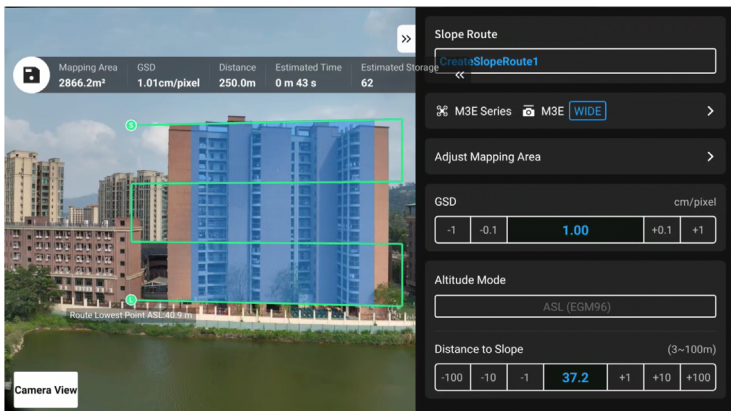 Slope Route
CreateSlopeRoute1
Mapping Area GSD Distance Estimated Time Estimated Storage
2866.2m² 1.01cm/pixel 250.0m 0 m 43 s 62
S
M3E Series M3E WIDE
Adjust Mapping Area
GSD cm/pixel
-1 -0.1 1.00 +0.1 +1
Altitude Mode
ASL (EGM96)
Route Lowest Point ASL:40.9 m
Distance to Slope (3~100m)
-100 -10 -1 37.2 +1 +10 +100
Camera View